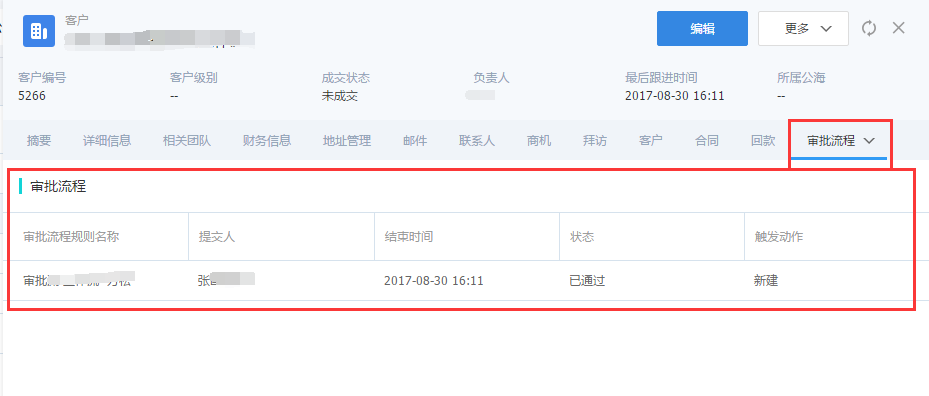 客户
编辑
更多
客户编号 客户级别 成交状态 负责人 最后跟进时间 所属公海
5266 -- 未成交 2017-08-30 16:11 --
摘要 详细信息 相关团队 财务信息 地址管理 邮件 联系人 商机 拜访 客户 合同 回款 审批流程
审批流程
审批流程规则名称 提交人 结束时间 状态 触发动作
审批 张 2017-08-30 16:11 已通过 新建